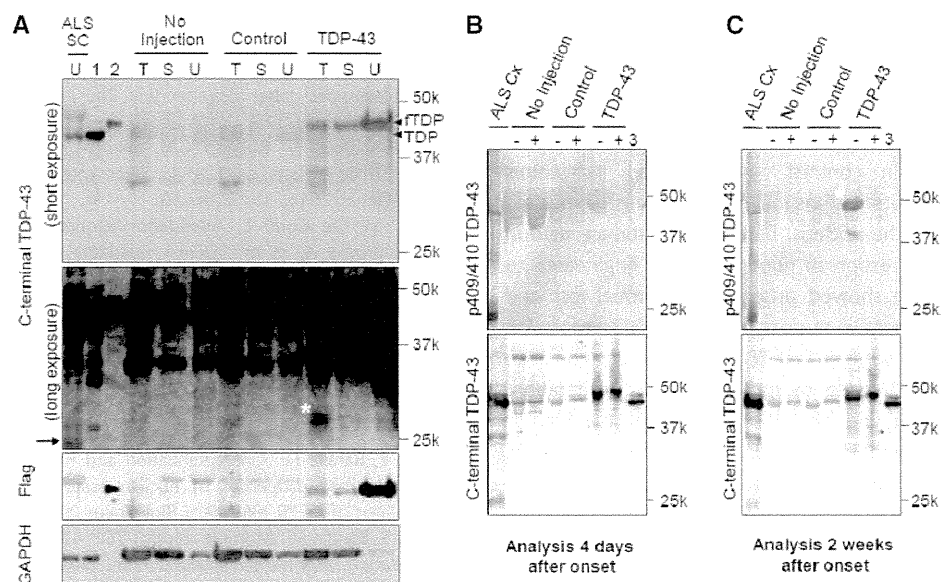 A
ALS SC
No Injection
Control
TDP-43
U 1 2 T S U T S U T S U
C-terminal TDP-43
(short exposure)
50k
fTDP
TDP
37k
25k
(long exposure)
50k
37k
*
25k
Flag
GAPDH
B
ALS Cx
No Injection
Control
TDP-43
- + - + - + 3
p409/410 TDP-43
50k
37k
25k
C-terminal TDP-43
50k
37k
25k
Analysis 4 days
after onset
C
ALS Cx
No Injection
Control
TDP-43
- + - + - + 3
p409/410 TDP-43
50k
37k
25k
C-terminal TDP-43
50k
37k
25k
Analysis 2 weeks
after onset